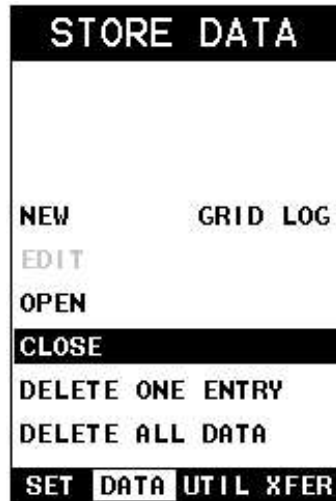 STORE DATA
NEW GRID LOG
EDIT
OPEN
CLOSE
DELETE ONE ENTRY
DELETE ALL DATA
SET DATA UTIL XFER